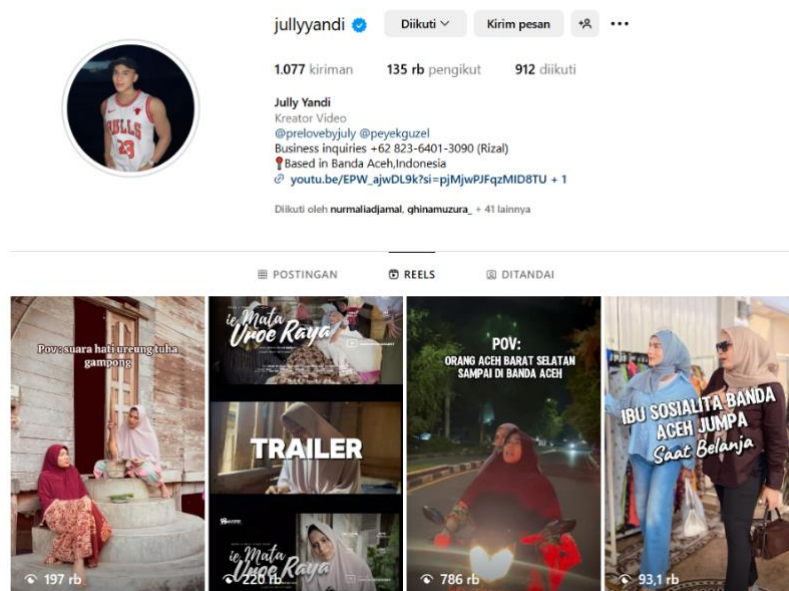 jullyyandi
Diikuti
Kirim pesan
1.077 kiriman
135 rb pengikut
912 diikuti
Jully Yandi
Kreator Video
@prelovebyjuly @peyekguzel
Business inquiries +62 823-6401-3090 (Rizal)
Based in Banda Aceh,Indonesia
youtu.be/EPW_ajwDL9k?si=pjMjwPJFqzMID8TU + 1
Diikuti oleh nurmaliadjamal, qhinamuzura_ + 41 lainnya
BULLS
23
POSTINGAN
REELS
DITANDAI
Pov : suara hati ureung tuha
gampong
197 rb
ie Mata
Uroe Raya
TRAILER
ie Mata
Uroe Raya
220 rb
POV:
ORANG ACEH BARAT SELATAN
SAMPAI DI BANDA ACEH
786 rb
IBU SOSIALITA BANDA
ACEH JUMPA
Saat Belanja
93,1 rb